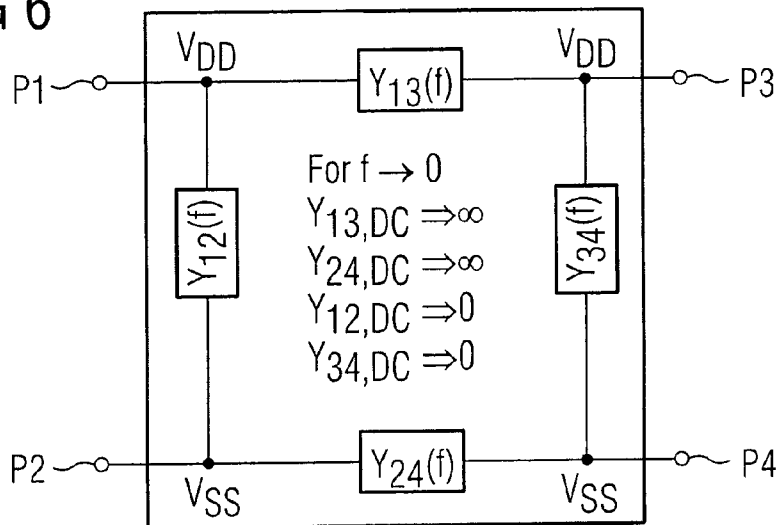 6
V_DD
V_DD
P1
Y_13(f)
P3
For f → 0
Y_13,DC ⇒ ∞
Y_12(f)
Y_34(f)
Y_24,DC ⇒ ∞
Y_12,DC ⇒ 0
Y_34,DC ⇒ 0
P2
Y_24(f)
P4
V_SS
V_SS